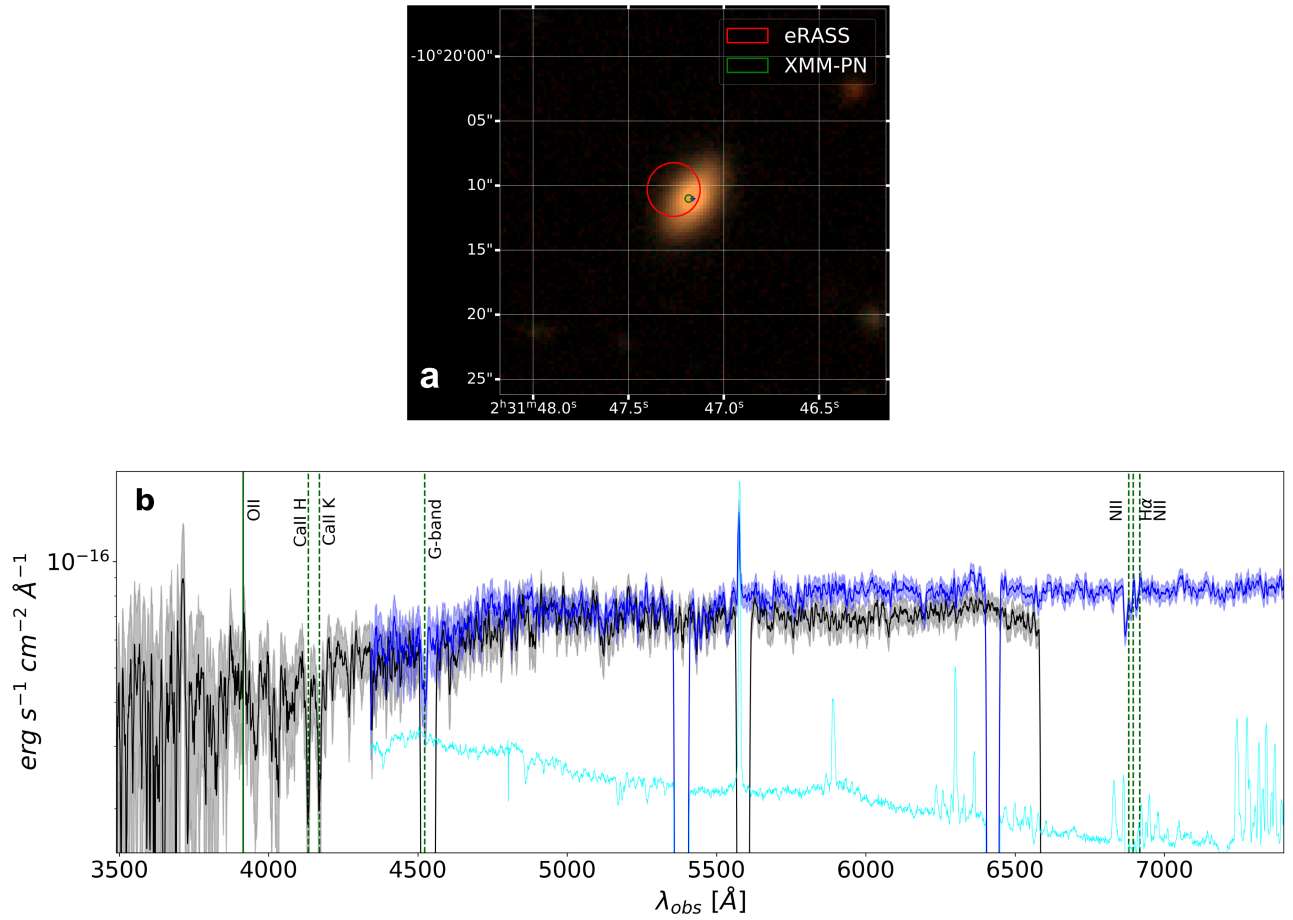 eRASS
XMM-PN
-10°20'00"
05"
10"
15"
20"
25"
a
2ʰ31ᵐ48.0ˢ 47.5ˢ 47.0ˢ 46.5ˢ
b
OII
CaII H
CaII K
G-band
NII
Hα
NII
10⁻¹⁶
erg s⁻¹ cm⁻² Å⁻¹
3500 4000 4500 5000 5500 6000 6500 7000
λobs [Å]